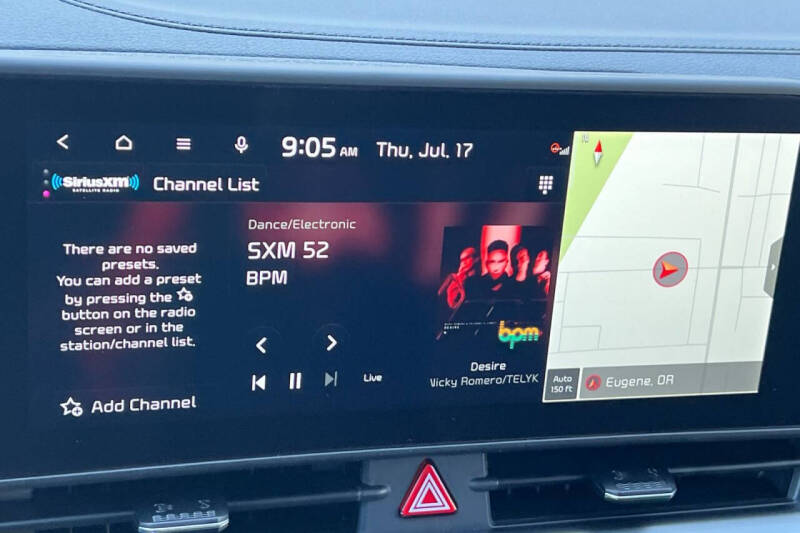 9:05 AM Thu, Jul. 17
((SiriusXM)) Channel List
SATELLITE RADIO
There are no saved
presets.
You can add a preset
by pressing the
button on the radio
screen or in the
station/channel list.
Add Channel
Dance/Electronic
SXM 52
BPM
Live
bpm
Desire
Vicky Romero/TELYK
Auto
150 ft
Eugene, OR